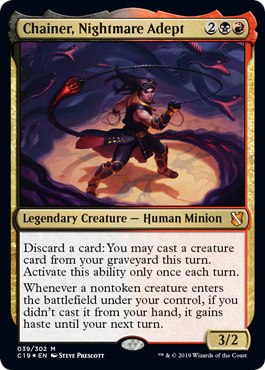 Chainer, Nightmare Adept 2
Legendary Creature — Human Minion
Discard a card: You may cast a creature
card from your graveyard this turn.
Activate this ability only once each turn.
Whenever a nontoken creature enters
the battlefield under your control, if you
didn't cast it from your hand, it gains
haste until your next turn.
3/2
039/302 M
C19 ★ EN Steve Prescott
™ & © 2019 Wizards of the Coast